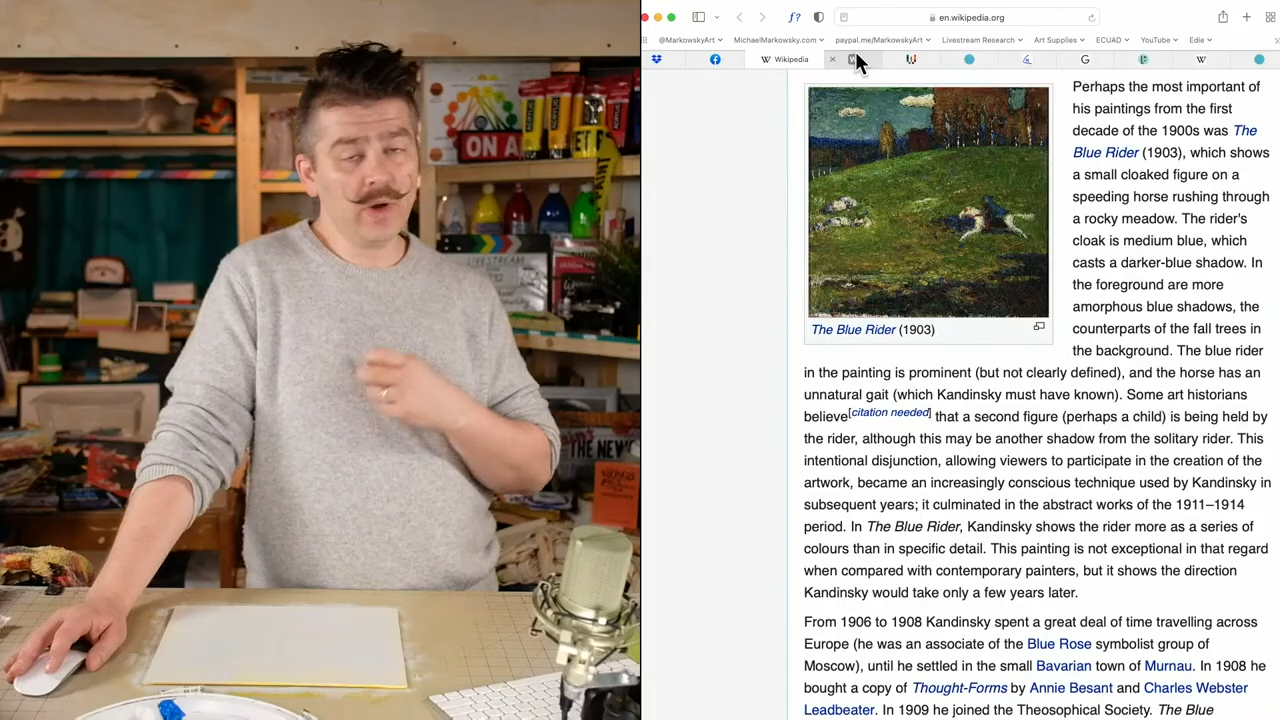 en.wikipedia.org
@MarkowskyArt
MichaelMarkowsky.com
paypal.me/MarkowskyArt
Livestream Research
Art Supplies
ECUAD
YouTube
Edie
Wikipedia
Perhaps the most important of
his paintings from the first
decade of the 1900s was The
Blue Rider (1903), which shows
a small cloaked figure on a
speeding horse rushing through
a rocky meadow. The rider's
cloak is medium blue, which
casts a darker-blue shadow. In
the foreground are more
amorphous blue shadows, the
counterparts of the fall trees in
the background. The blue rider
The Blue Rider (1903)
in the painting is prominent (but not clearly defined), and the horse has an
unnatural gait (which Kandinsky must have known). Some art historians
believe[citation needed] that a second figure (perhaps a child) is being held by
the rider, although this may be another shadow from the solitary rider. This
intentional disjunction, allowing viewers to participate in the creation of the
artwork, became an increasingly conscious technique used by Kandinsky in
subsequent years; it culminated in the abstract works of the 1911–1914
period. In The Blue Rider, Kandinsky shows the rider more as a series of
colours than in specific detail. This painting is not exceptional in that regard
when compared with contemporary painters, but it shows the direction
Kandinsky would take only a few years later.
From 1906 to 1908 Kandinsky spent a great deal of time travelling across
Europe (he was an associate of the Blue Rose symbolist group of
Moscow), until he settled in the small Bavarian town of Murnau. In 1908 he
bought a copy of Thought-Forms by Annie Besant and Charles Webster
Leadbeater. In 1909 he joined the Theosophical Society. The Blue
ON A
LIVESTREAM
THE NEW